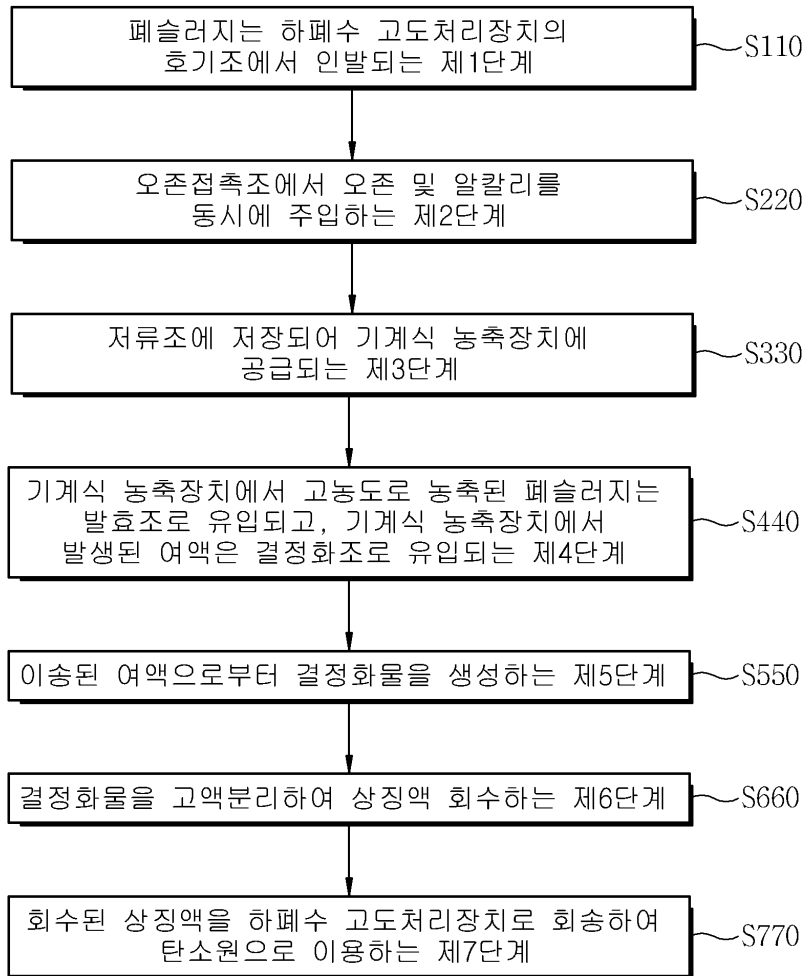 폐슬러지는 하폐수 고도처리장치의
호기조에서 인발되는 제1단계
S110
오존접촉조에서 오존 및 알칼리를
동시에 주입하는 제2단계
S220
저류조에 저장되어 기계식 농축장치에
공급되는 제3단계
S330
기계식 농축장치에서 고농도로 농축된 폐슬러지는
발효조로 유입되고, 기계식 농축장치에서
발생된 여액은 결정화조로 유입되는 제4단계
S440
이송된 여액으로부터 결정화물을 생성하는 제5단계
S550
결정화물을 고액분리하여 상징액 회수하는 제6단계
S660
회수된 상징액을 하폐수 고도처리장치로 회송하여
탄소원으로 이용하는 제7단계
S770